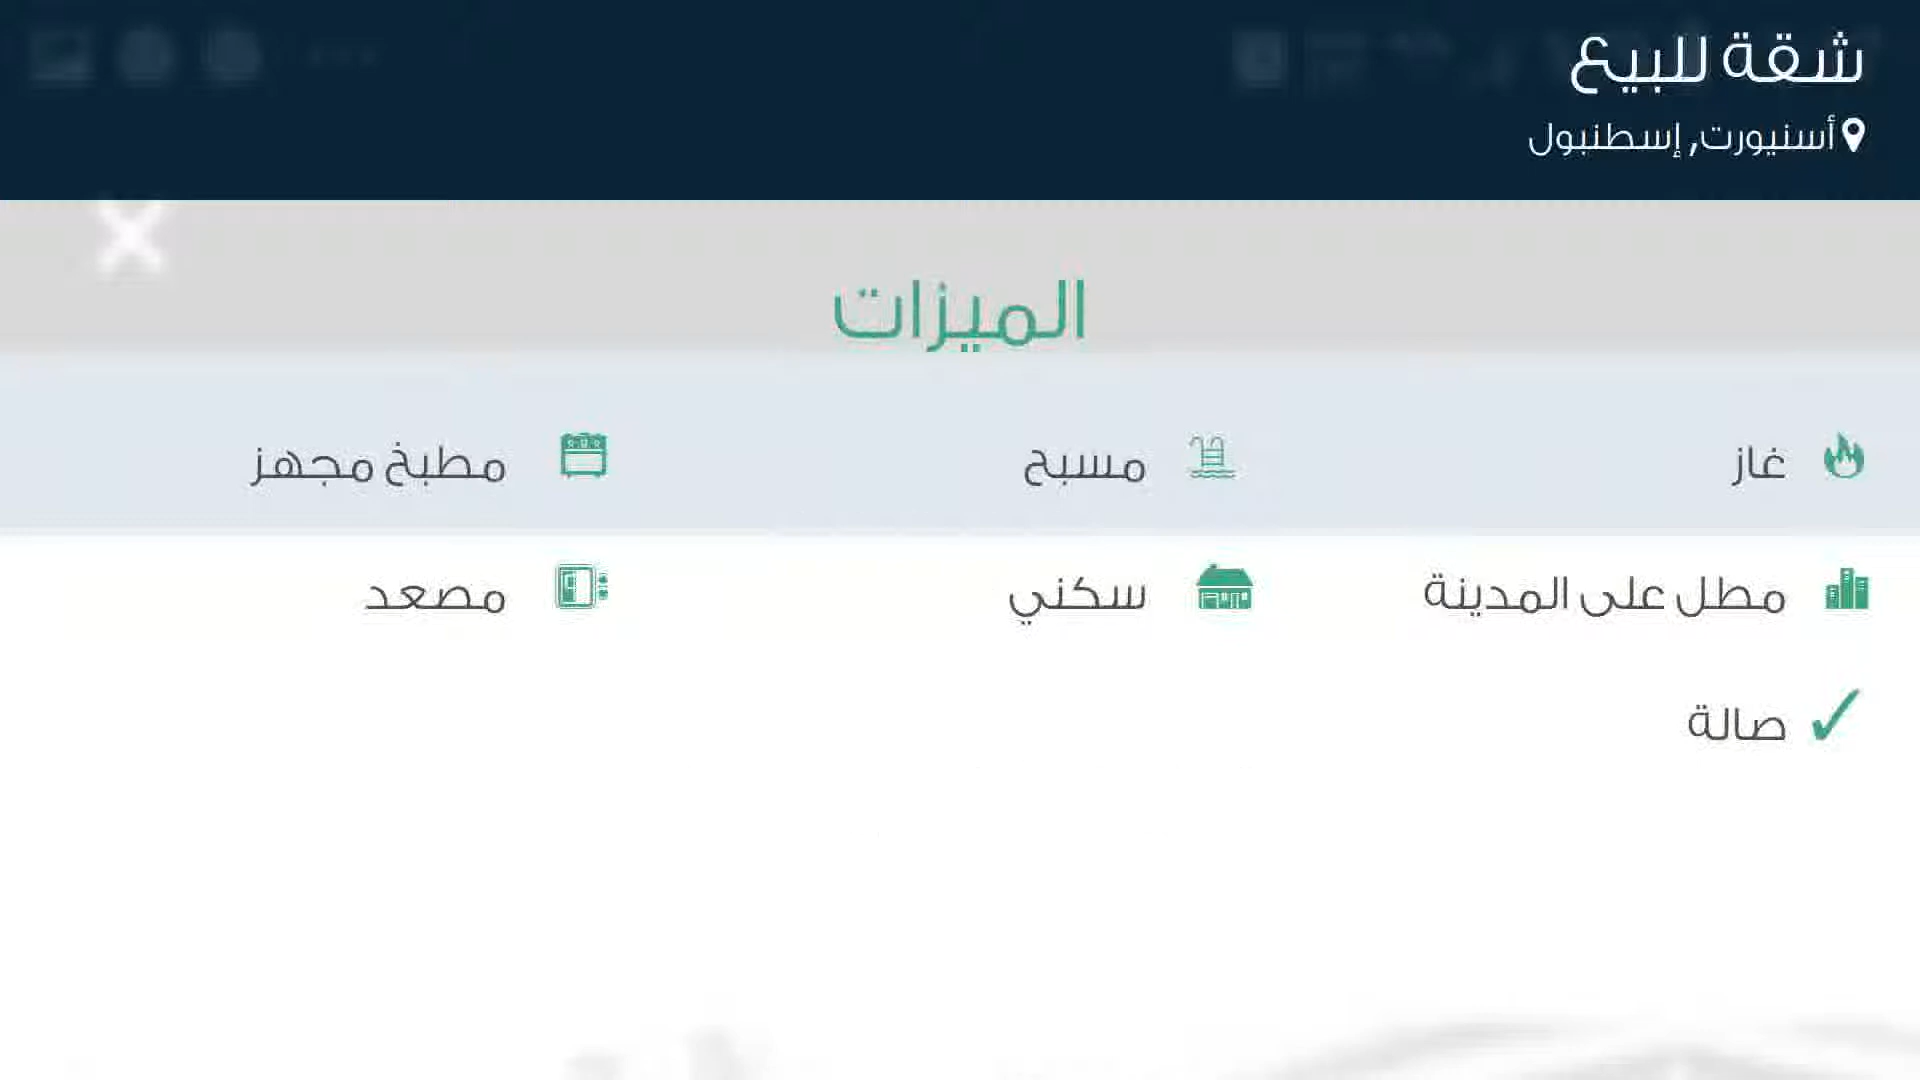 شقة للبيع
أسنيورت, إسطنبول
الميزات
غاز
مسبح
مطبخ مجهز
مطل على المدينة
سكني
مصعد
صالة